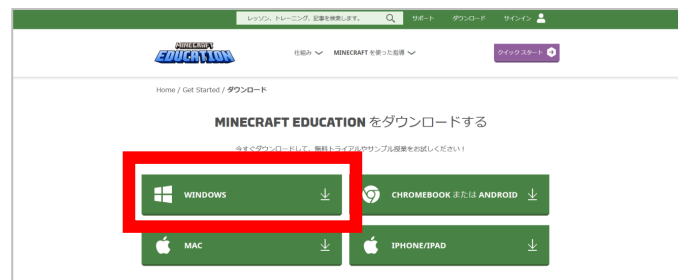 レッスン、トレーニング、記事を検索します。 サポート ダウンロード サインイン
MINECRAFT EDUCATION 仕組み MINECRAFT を使った指導 クイック スタート
Home / Get Started / ダウンロード
MINECRAFT EDUCATION をダウンロードする
今すぐダウンロードして、無料トライアルやサンプル授業をお試しください！
WINDOWS CHROMEBOOK または ANDROID
MAC IPHONE/IPAD